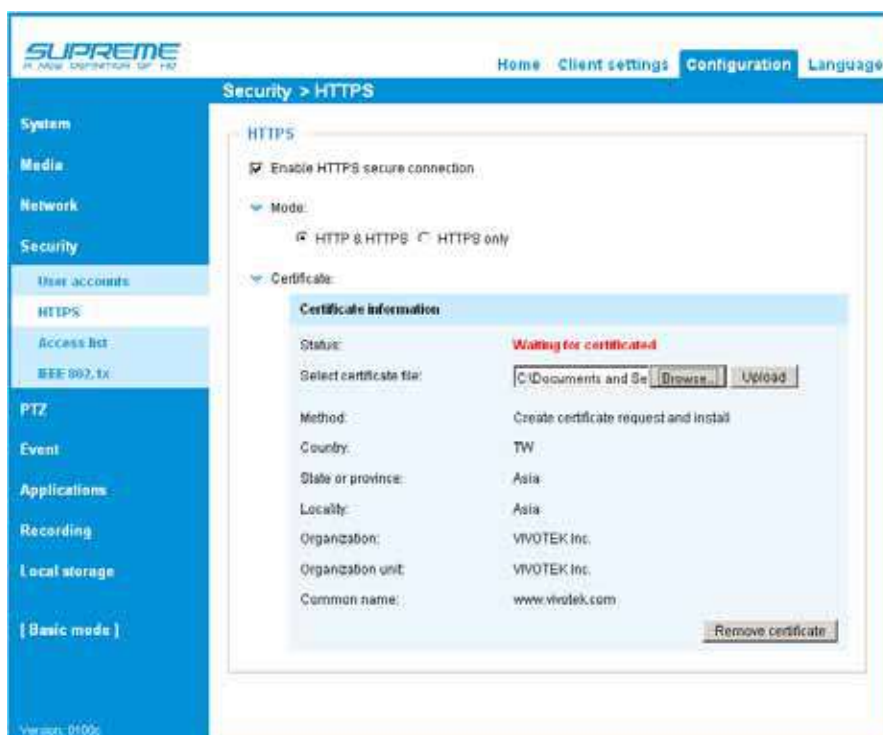 SUPREME
A NEW DEFINITION OF HD
Home Client settings Configuration Language
Security > HTTPS
System
Media
Network
Security
User accounts
HTTPS
Access list
IEEE 802.1x
PTZ
Event
Applications
Recording
Local storage
[ Basic mode ]
Version: 0100c
HTTPS
Enable HTTPS secure connection
Mode:
HTTP & HTTPS HTTPS only
Certificate:
Certificate information
Status: Waiting for certificated
Select certificate file: C:\Documents and Se Browse... Upload
Method: Create certificate request and install
Country: TW
State or province: Asia
Locality: Asia
Organization: VIVOTEK Inc.
Organization unit: VIVOTEK Inc.
Common name: www.vivotek.com
Remove certificate